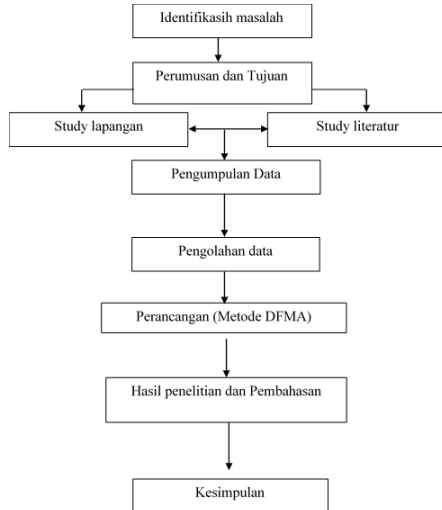 Identifikasih masalah
Perumusan dan Tujuan
Study lapangan
Study literatur
Pengumpulan Data
Pengolahan data
Perancangan (Metode DFMA)
Hasil penelitian dan Pembahasan
Kesimpulan